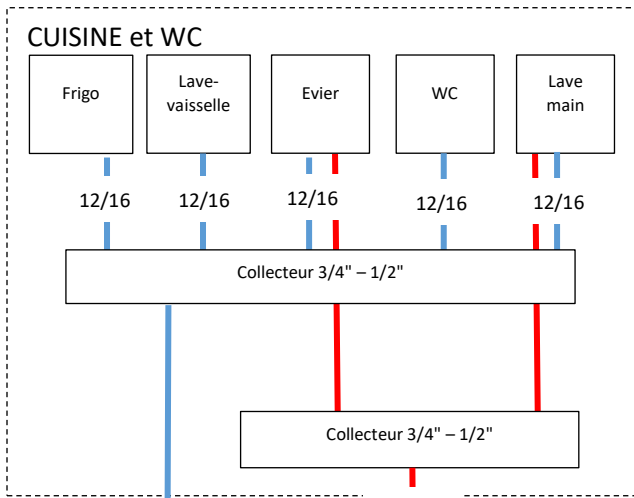 CUISINE et WC
Frigo
Lave-
vaisselle
Evier
WC
Lave
main
12/16
12/16
12/16
12/16
12/16
Collecteur 3/4" – 1/2"
Collecteur 3/4" – 1/2"